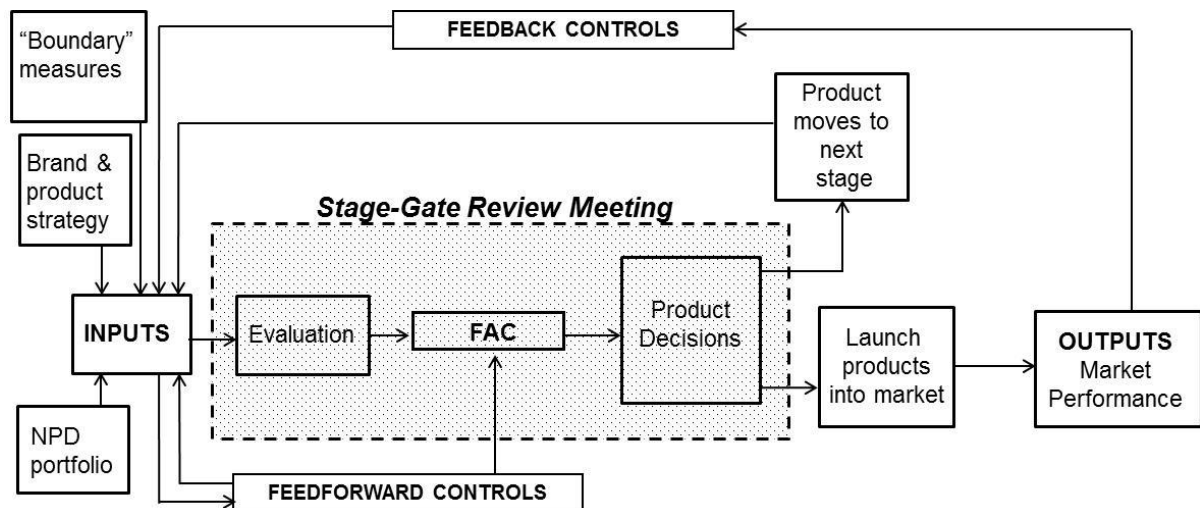 FEEDBACK CONTROLS
“Boundary”
measures
Product
moves to
next
stage
Brand &
product
strategy
Stage-Gate Review Meeting
INPUTS
Evaluation
FAC
Product
Decisions
Launch
products
into market
OUTPUTS
Market
Performance
NPD
portfolio
FEEDFORWARD CONTROLS